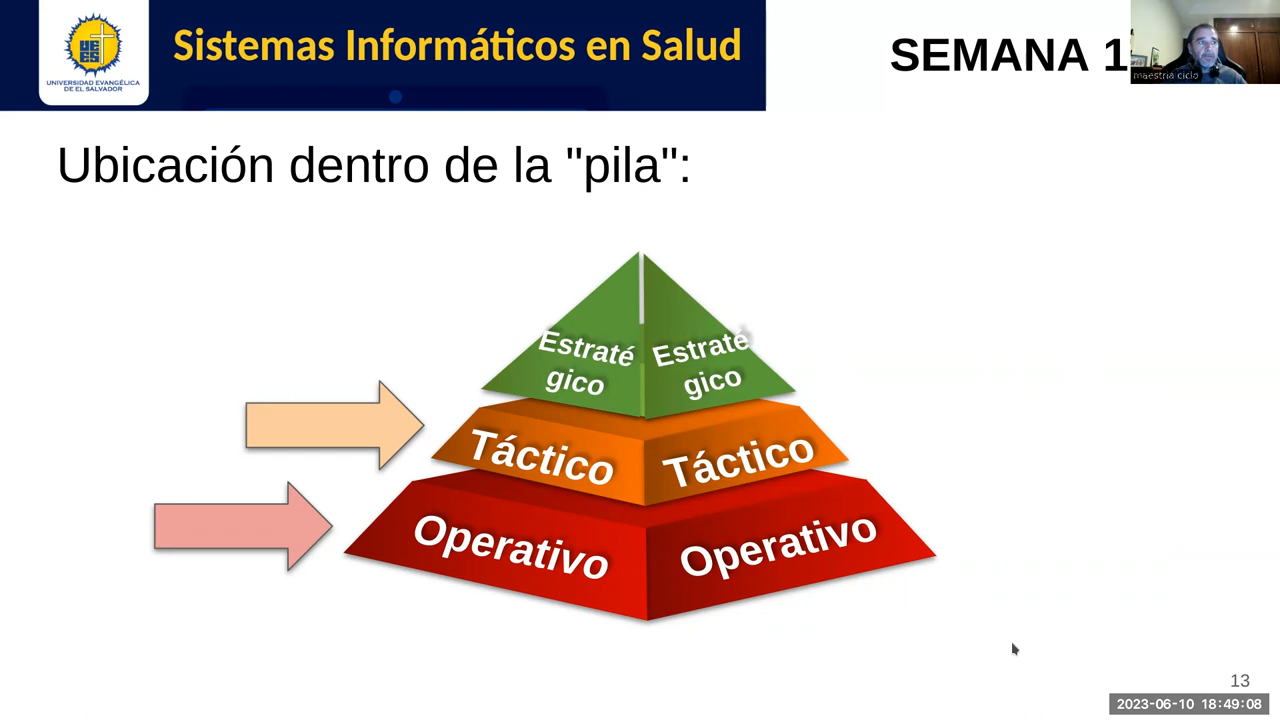 Sistemas Informáticos en Salud
UNIVERSIDAD EVANGÉLICA
DE EL SALVADOR
SEMANA 1
maestria ciclo
Ubicación dentro de la "pila":
Estraté
gico
Estraté
gico
Táctico
Táctico
Operativo
Operativo
13
2023-06-10 18:49:08